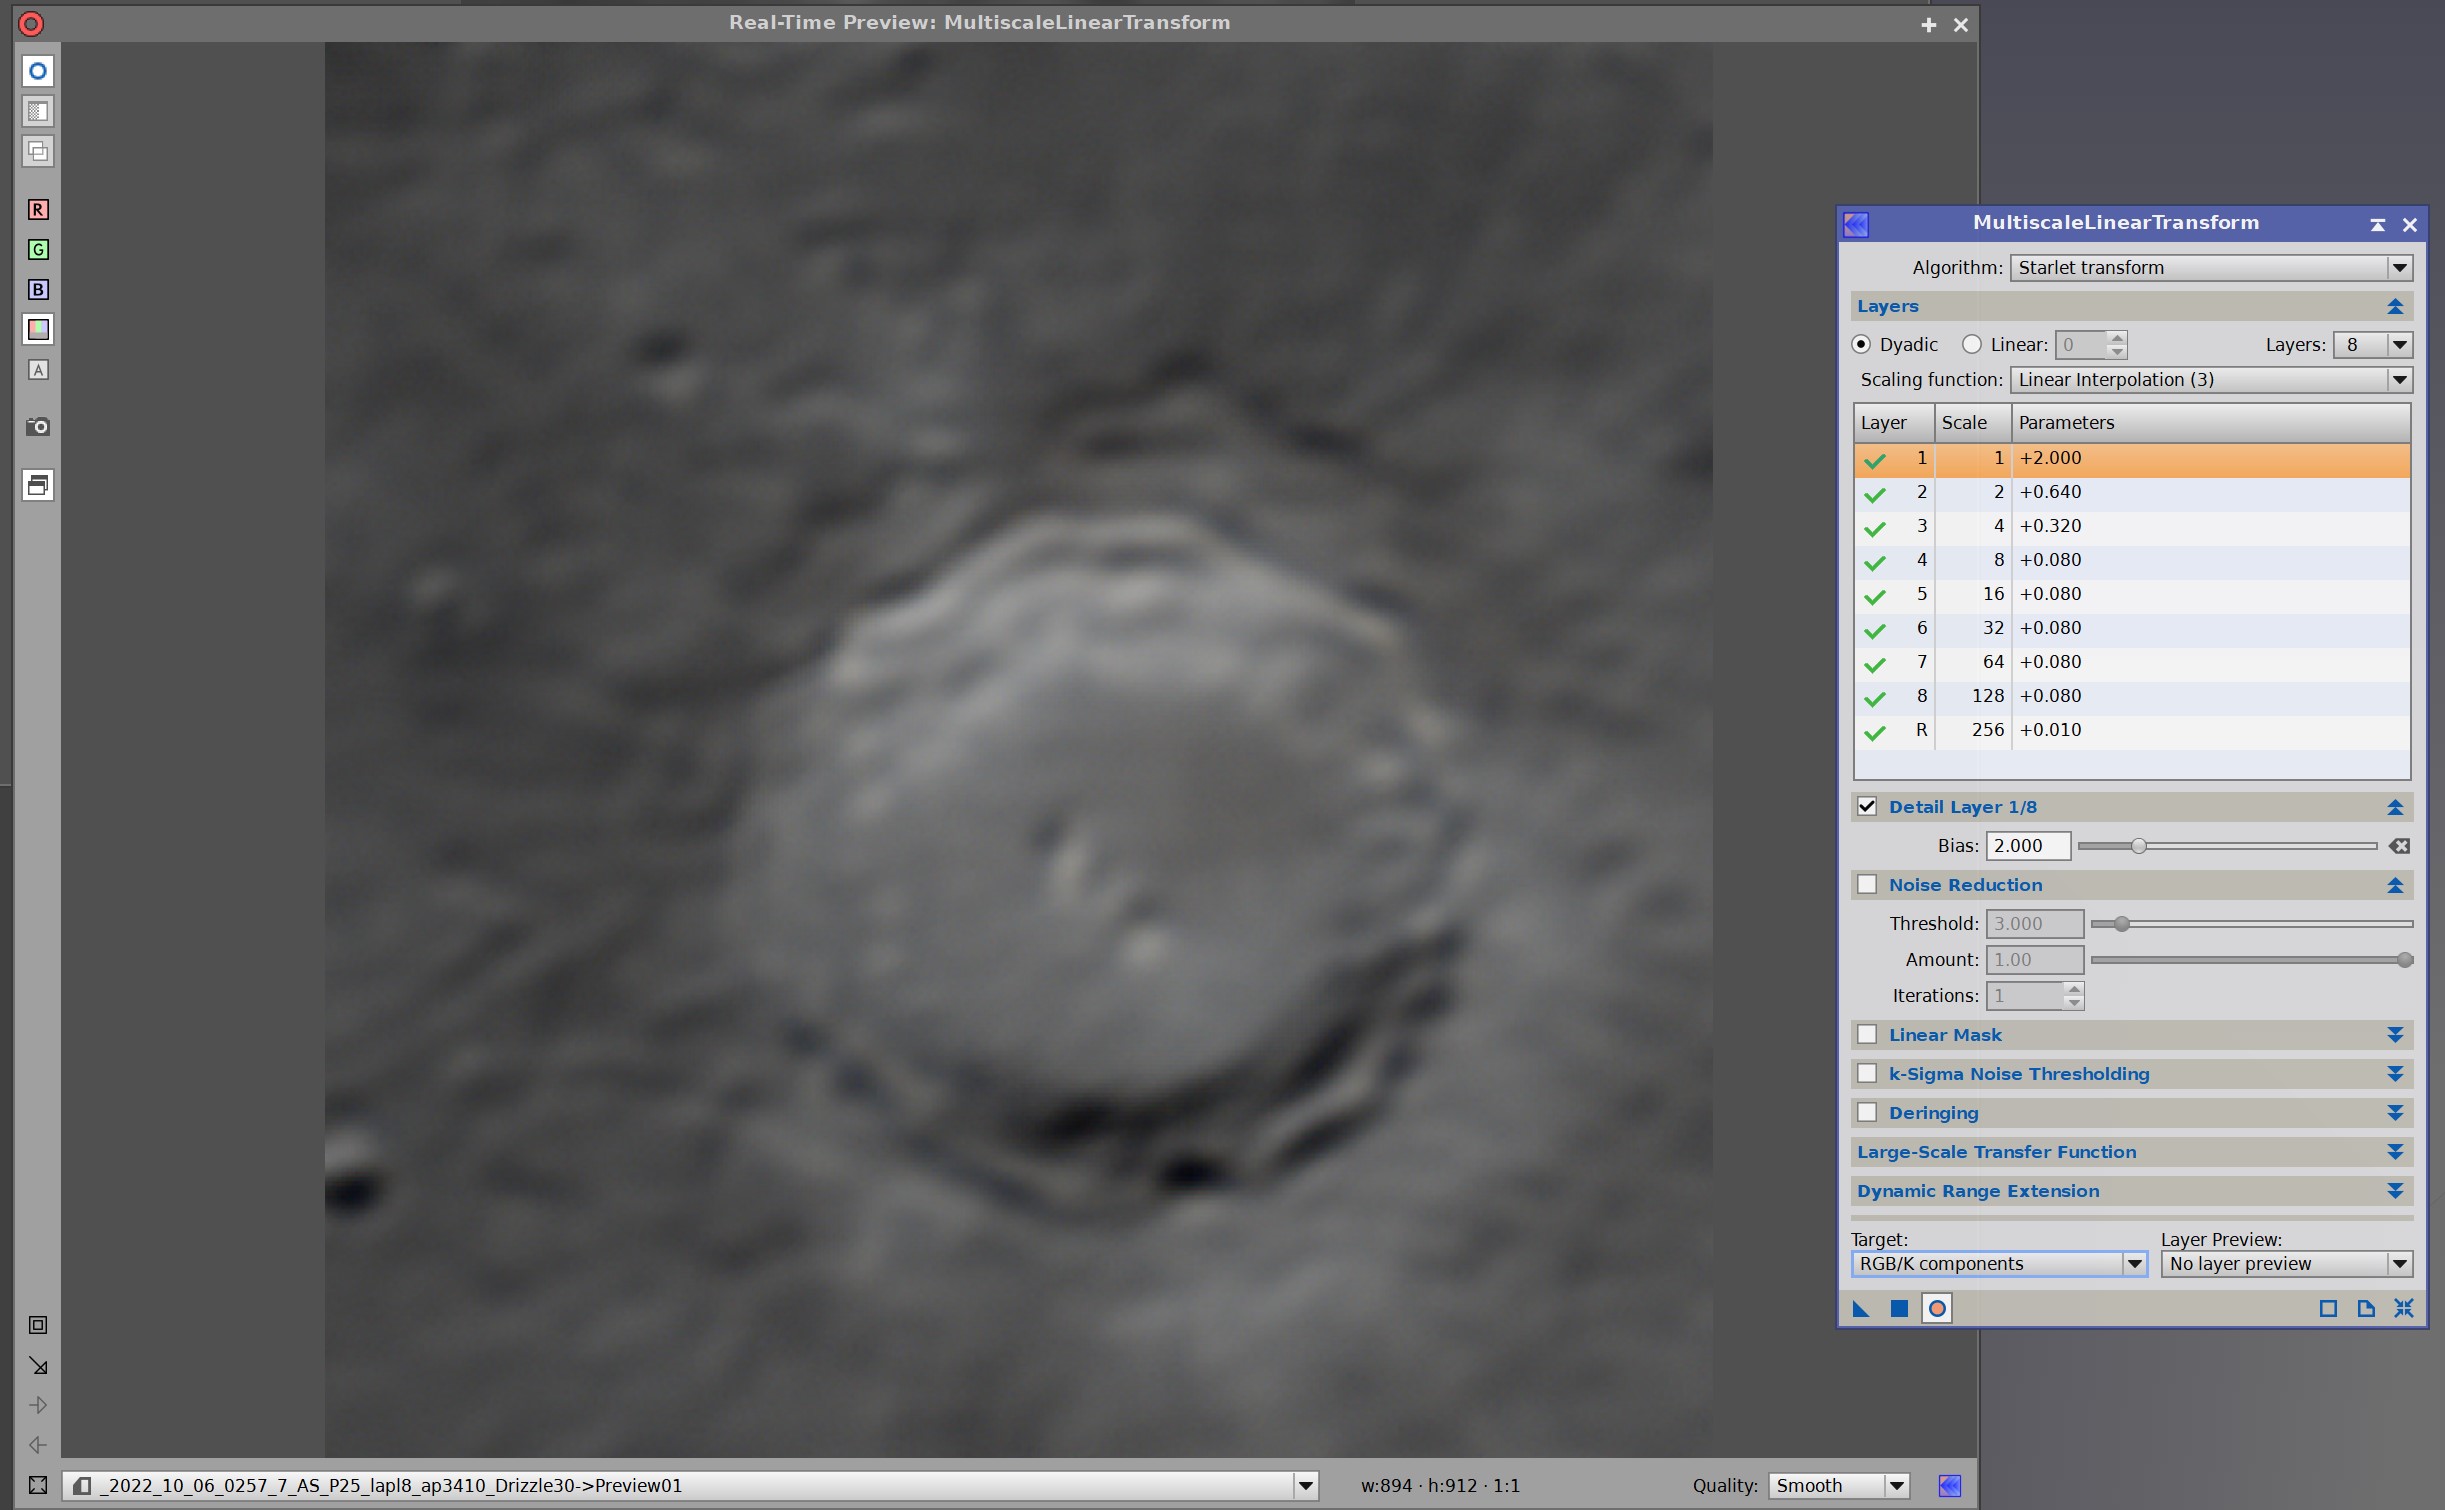 Real-Time Preview: MultiscaleLinearTransform
R
G
B
A
_2022_10_06_0257_7_AS_P25_lapl8_ap3410_Drizzle30->Preview01
w:894 · h:912 · 1:1
Quality: Smooth
MultiscaleLinearTransform
Algorithm: Starlet transform
Layers
Dyadic Linear: 0 Layers: 8
Scaling function: Linear Interpolation (3)
Layer Scale Parameters
1 1 +2.000
2 2 +0.640
3 4 +0.320
4 8 +0.080
5 16 +0.080
6 32 +0.080
7 64 +0.080
8 128 +0.080
R 256 +0.010
Detail Layer 1/8
Bias: 2.000
Noise Reduction
Threshold: 3.000
Amount: 1.00
Iterations: 1
Linear Mask
k-Sigma Noise Thresholding
Deringing
Large-Scale Transfer Function
Dynamic Range Extension
Target: Layer Preview:
RGB/K components No layer preview